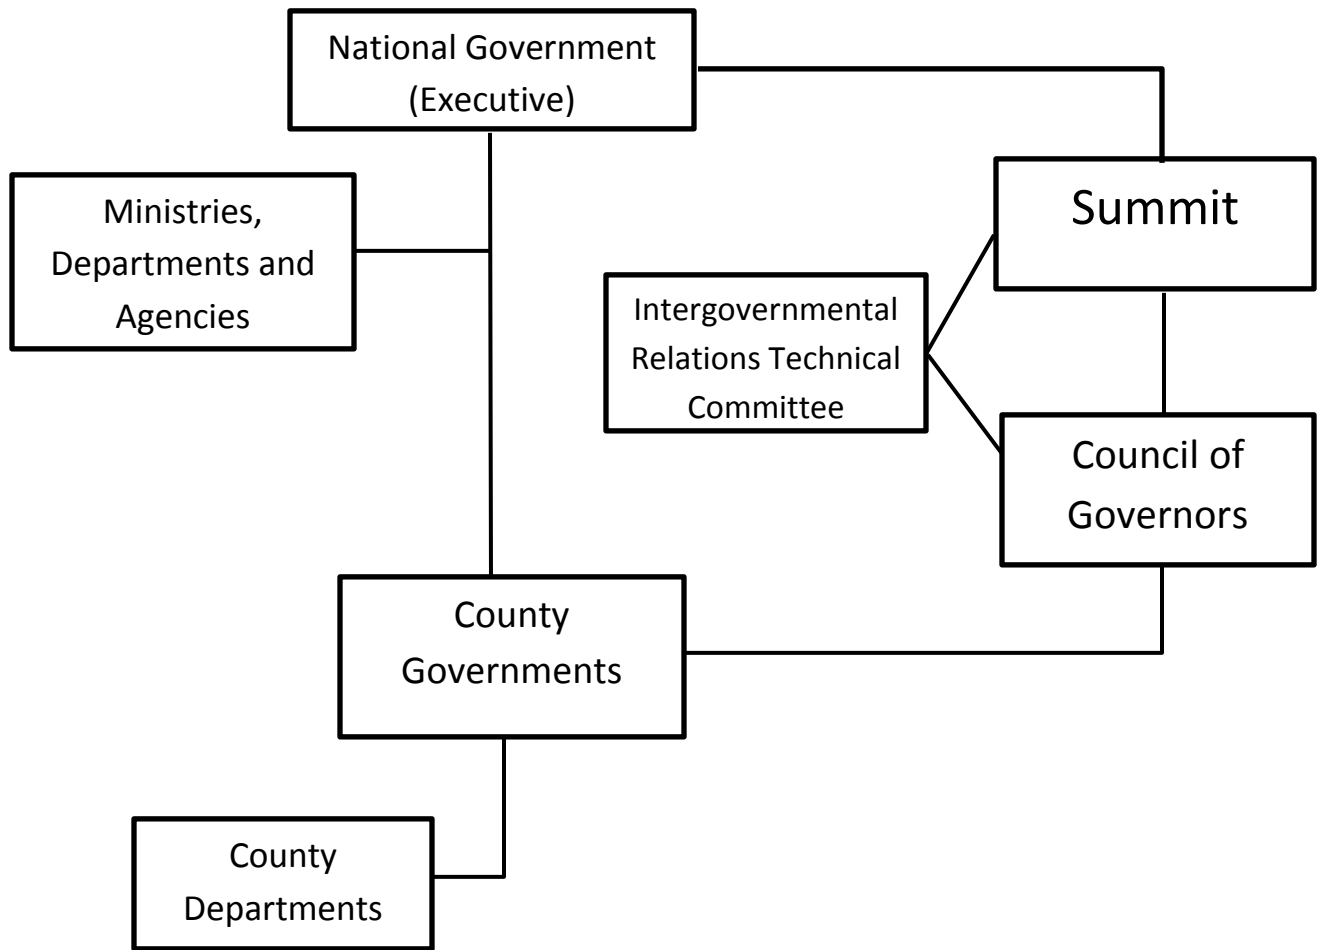 National Government
(Executive)
Ministries,
Departments and
Agencies
Summit
Intergovernmental
Relations Technical
Committee
Council of
Governors
County
Governments
County
Departments